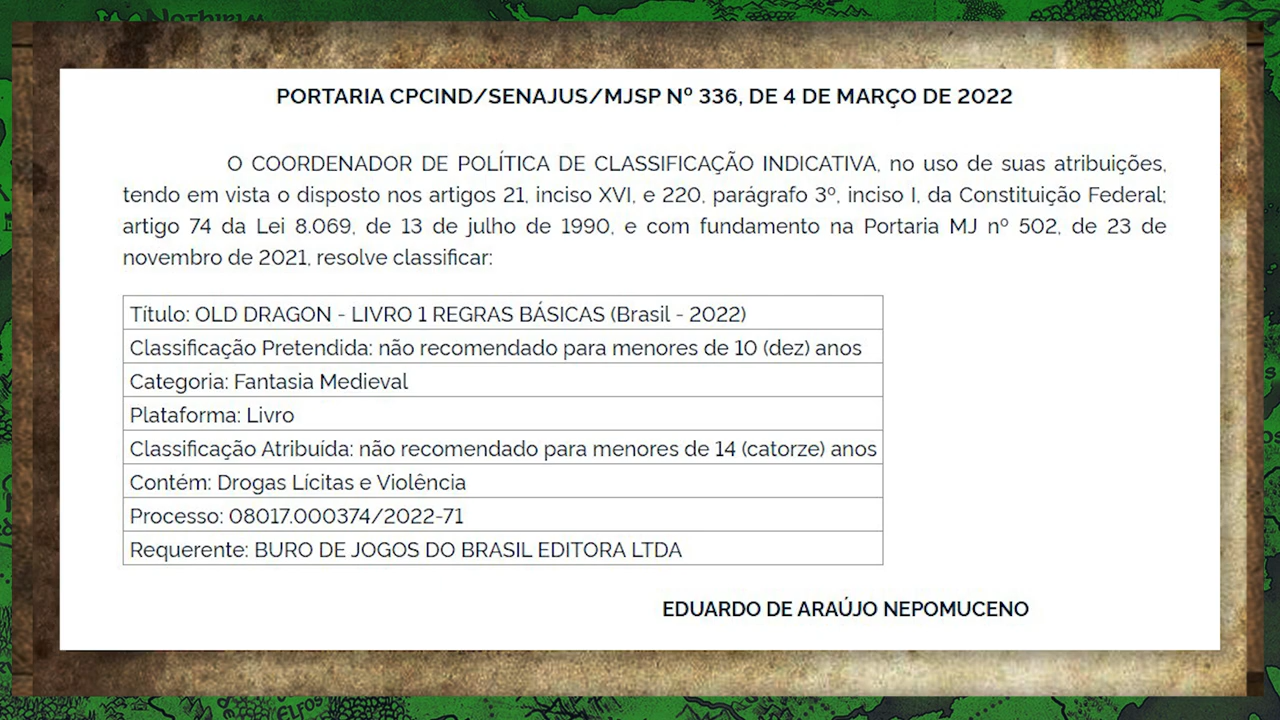 NOTHIRIM
PORTARIA CPCIND/SENAJUS/MJSP Nº 336, DE 4 DE MARÇO DE 2022
O COORDENADOR DE POLÍTICA DE CLASSIFICAÇÃO INDICATIVA, no uso de suas atribuições,
tendo em vista o disposto nos artigos 21, inciso XVI, e 220, parágrafo 3º, inciso I, da Constituição Federal;
artigo 74 da Lei 8.069, de 13 de julho de 1990, e com fundamento na Portaria MJ nº 502, de 23 de
novembro de 2021, resolve classificar:
Título: OLD DRAGON - LIVRO 1 REGRAS BÁSICAS (Brasil - 2022)
Classificação Pretendida: não recomendado para menores de 10 (dez) anos
Categoria: Fantasia Medieval
Plataforma: Livro
Classificação Atribuída: não recomendado para menores de 14 (catorze) anos
Contém: Drogas Lícitas e Violência
Processo: 08017.000374/2022-71
Requerente: BURO DE JOGOS DO BRASIL EDITORA LTDA
EDUARDO DE ARAÚJO NEPOMUCENO
ELFOS